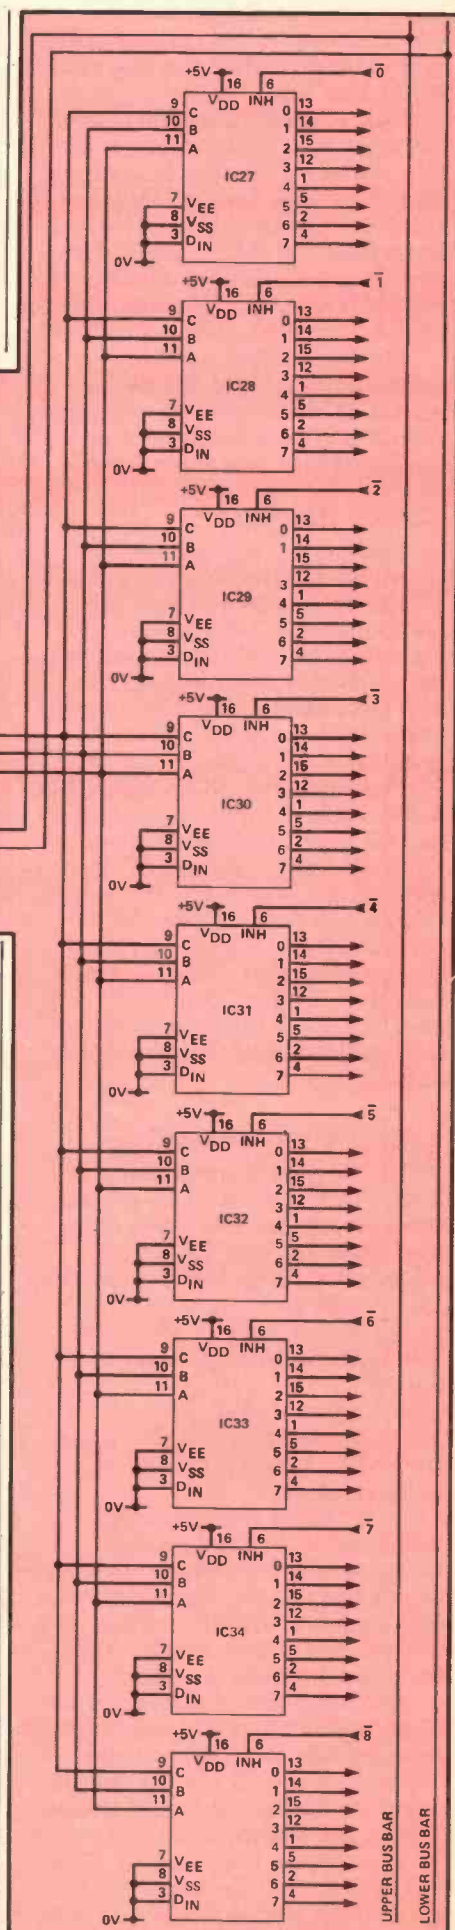 +5V 16 6 0̅
9 C VDD INH 0 13
10 B 1 14
11 A 2 15
3 12
IC27 4 1
7 VEE 5 5
8 VSS 6 2
3 DIN 7 4
0V
+5V 16 6 1̅
9 C VDD INH 0 13
10 B 1 14
11 A 2 15
3 12
IC28 4 1
7 VEE 5 5
8 VSS 6 2
3 DIN 7 4
0V
+5V 16 6 2̅
9 C VDD INH 0 13
10 B 1 14
11 A 15
3 12
IC29 4 1
7 VEE 5 5
8 VSS 6 2
3 DIN 7 4
0V
+5V 16 6 3̅
9 C VDD INH 0 13
10 B 1 14
11 A 2 15
3 12
IC30 4 1
7 VEE 5 5
8 VSS 6 2
3 DIN 7 4
0V
+5V 16 6 4̅
9 C VDD INH 0 13
10 B 1 14
11 A 2 15
3 12
IC31 4 1
7 VEE 5 5
8 VSS 6 2
3 DIN 7 4
0V
+5V 16 6 5̅
9 C VDD INH 0 13
10 B 1 14
11 A 2 15
3 12
IC32 4 1
7 VEE 5 5
8 VSS 6 2
3 DIN 7 4
0V
+5V 16 6 6̅
9 C VDD INH 0 13
10 B 1 14
11 A 2 15
3 12
IC33 4 1
7 VEE 5 5
8 VSS 6 2
3 DIN 7 4
0V
+5V 16 6 7̅
9 C VDD INH 0 13
10 B 1 14
11 A 2 15
3 12
IC34 4 1
7 VEE 5 5
8 VSS 6 2
3 DIN 7 4
0V
+5V 16 6 8̅
9 C VDD INH 0 13
10 B 1 14
11 A 2 15
3 12
4 1
7 VEE 5 5
8 VSS 6 2
3 DIN 7 4
0V
UPPER BUS BAR
LOWER BUS BAR